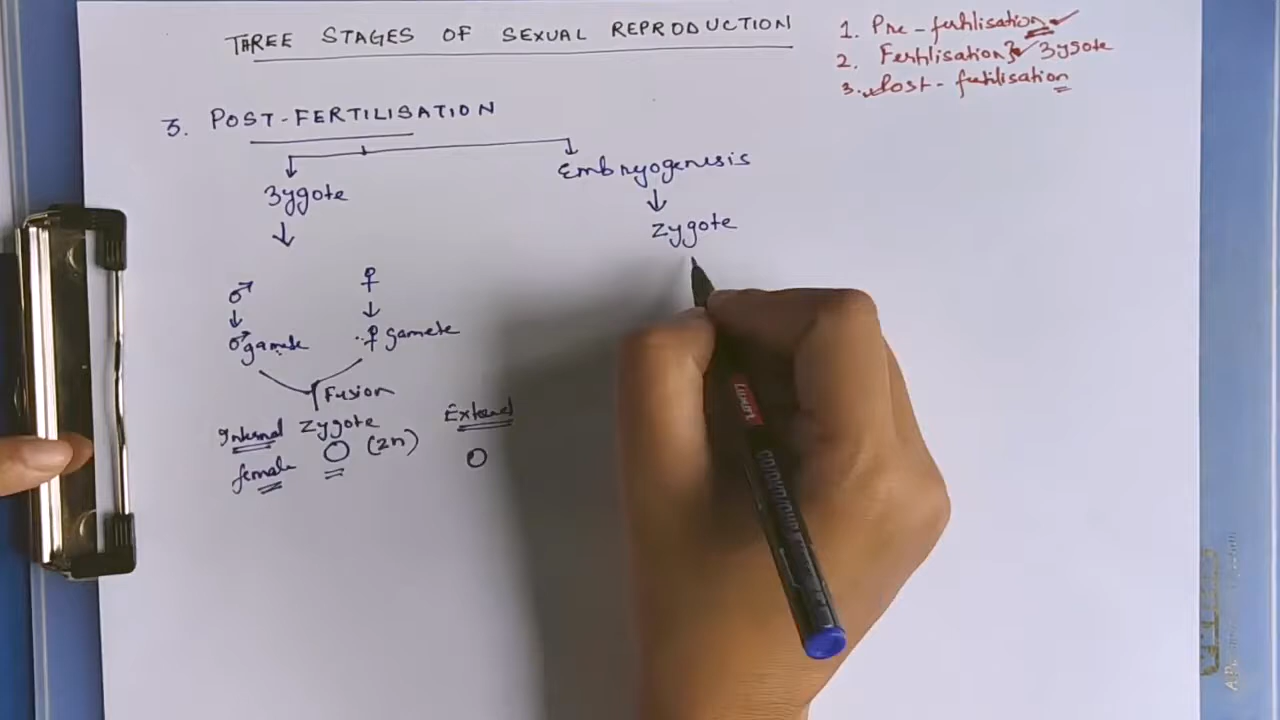 THREE STAGES OF SEXUAL REPRODUCTION
1. Pre-fertilisation
2. Fertilisation} Zygote
3. Post-fertilisation
3. POST-FERTILISATION
Zygote
Embryogenesis
Zygote
♂
♀
♂ gamete
♀ gamete
Fusion
Internal
Zygote
External
female
(2n)